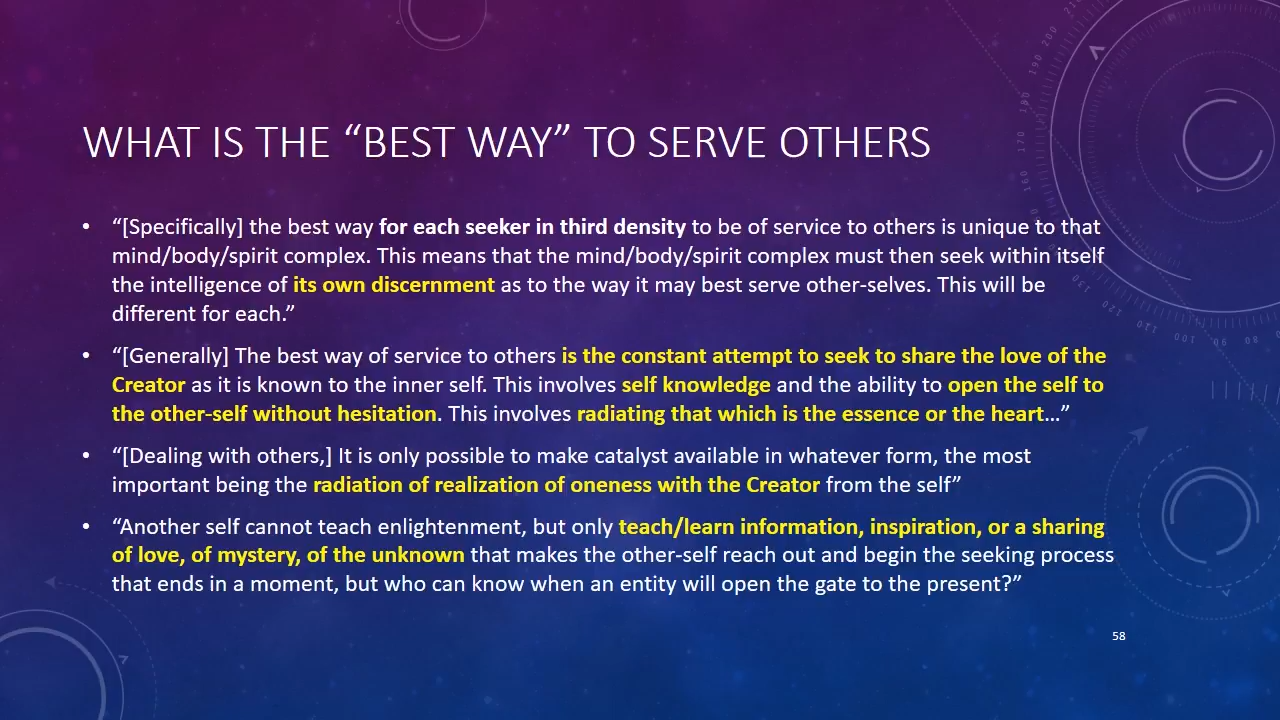 WHAT IS THE “BEST WAY” TO SERVE OTHERS
• “[Specifically] the best way for each seeker in third density to be of service to others is unique to that
mind/body/spirit complex. This means that the mind/body/spirit complex must then seek within itself
the intelligence of its own discernment as to the way it may best serve other-selves. This will be
different for each.”
• “[Generally] The best way of service to others is the constant attempt to seek to share the love of the
Creator as it is known to the inner self. This involves self knowledge and the ability to open the self to
the other-self without hesitation. This involves radiating that which is the essence or the heart…”
• “[Dealing with others,] It is only possible to make catalyst available in whatever form, the most
important being the radiation of realization of oneness with the Creator from the self”
• “Another self cannot teach enlightenment, but only teach/learn information, inspiration, or a sharing
of love, of mystery, of the unknown that makes the other-self reach out and begin the seeking process
that ends in a moment, but who can know when an entity will open the gate to the present?”
58